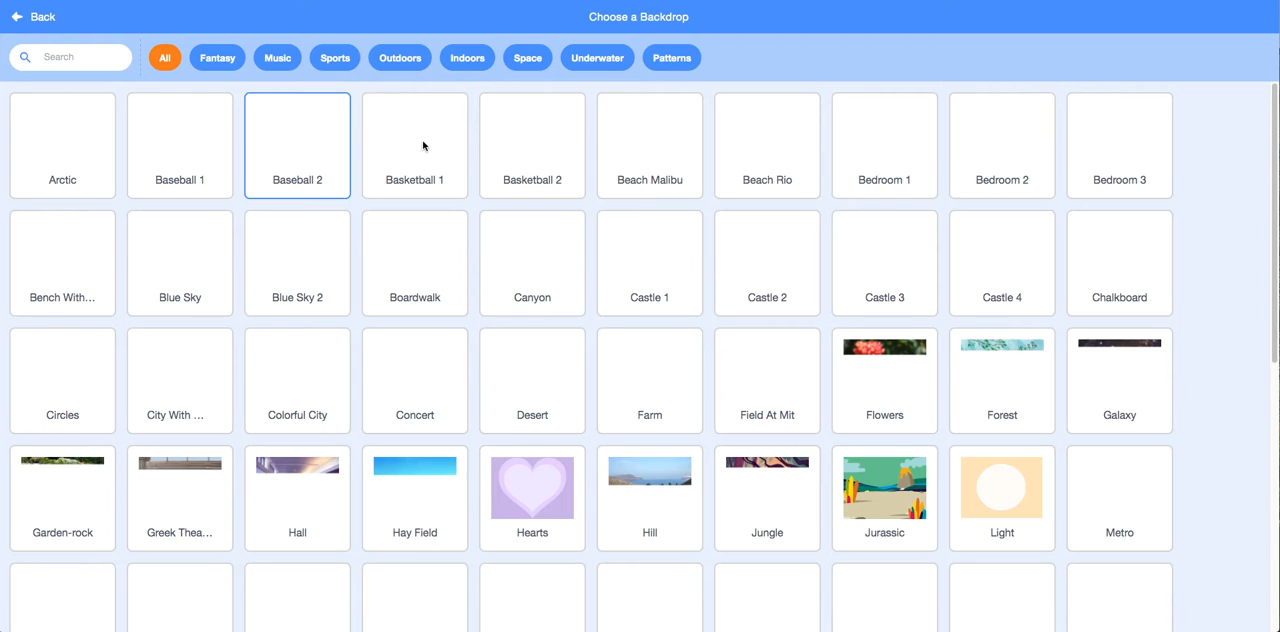 Back
Choose a Backdrop
Search
All Fantasy Music Sports Outdoors Indoors Space Underwater Patterns
Arctic Baseball 1 Baseball 2 Basketball 1 Basketball 2 Beach Malibu Beach Rio Bedroom 1 Bedroom 2 Bedroom 3
Bench With... Blue Sky Blue Sky 2 Boardwalk Canyon Castle 1 Castle 2 Castle 3 Castle 4 Chalkboard
Circles City With ... Colorful City Concert Desert Farm Field At Mit Flowers Forest Galaxy
Garden-rock Greek Thea... Hall Hay Field Hearts Hill Jungle Jurassic Light Metro